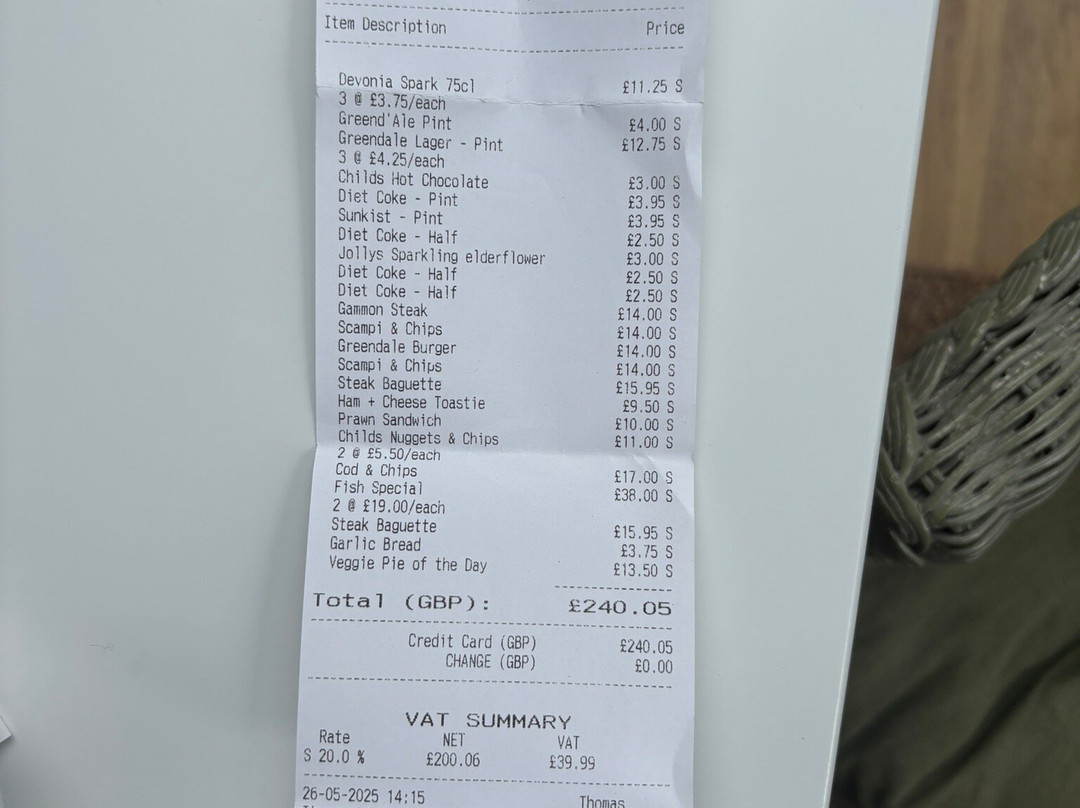 Item Description Price
Devonia Spark 75cl £11.25 S
3 @ £3.75/each
Greend'Ale Pint £4.00 S
Greendale Lager - Pint £12.75 S
3 @ £4.25/each
Childs Hot Chocolate £3.00 S
Diet Coke - Pint £3.95 S
Sunkist - Pint £3.95 S
Diet Coke - Half £2.50 S
Jollys Sparkling elderflower £3.00 S
Diet Coke - Half £2.50 S
Diet Coke - Half £2.50 S
Gammon Steak £14.00 S
Scampi & Chips £14.00 S
Greendale Burger £14.00 S
Scampi & Chips £14.00 S
Steak Baguette £15.95 S
Ham + Cheese Toastie £9.50 S
Prawn Sandwich £10.00 S
Childs Nuggets & Chips £11.00 S
2 @ £5.50/each
Cod & Chips £17.00 S
Fish Special £38.00 S
2 @ £19.00/each
Steak Baguette £15.95 S
Garlic Bread £3.75 S
Veggie Pie of the Day £13.50 S
Total (GBP): £240.05
Credit Card (GBP) £240.05
CHANGE (GBP) £0.00
VAT SUMMARY
Rate NET VAT
S 20.0 % £200.06 £39.99
26-05-2025 14:15 Thomas